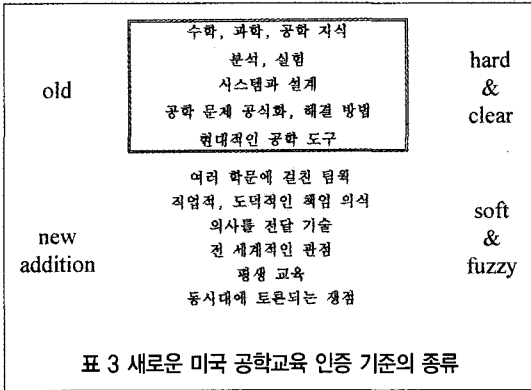 수학, 과학, 공학 지식
분석, 실험
시스템과 설계
공학 문제 공식화, 해결 방법
현대적인 공학 도구
old
hard
&
clear
여러 학문에 걸친 팀웍
직업적, 도덕적인 책임 의식
의사를 전달 기술
전 세계적인 관점
평생 교육
동시대에 토론되는 쟁점
new
addition
soft
&
fuzzy
표 3 새로운 미국 공학교육 인증 기준의 종류